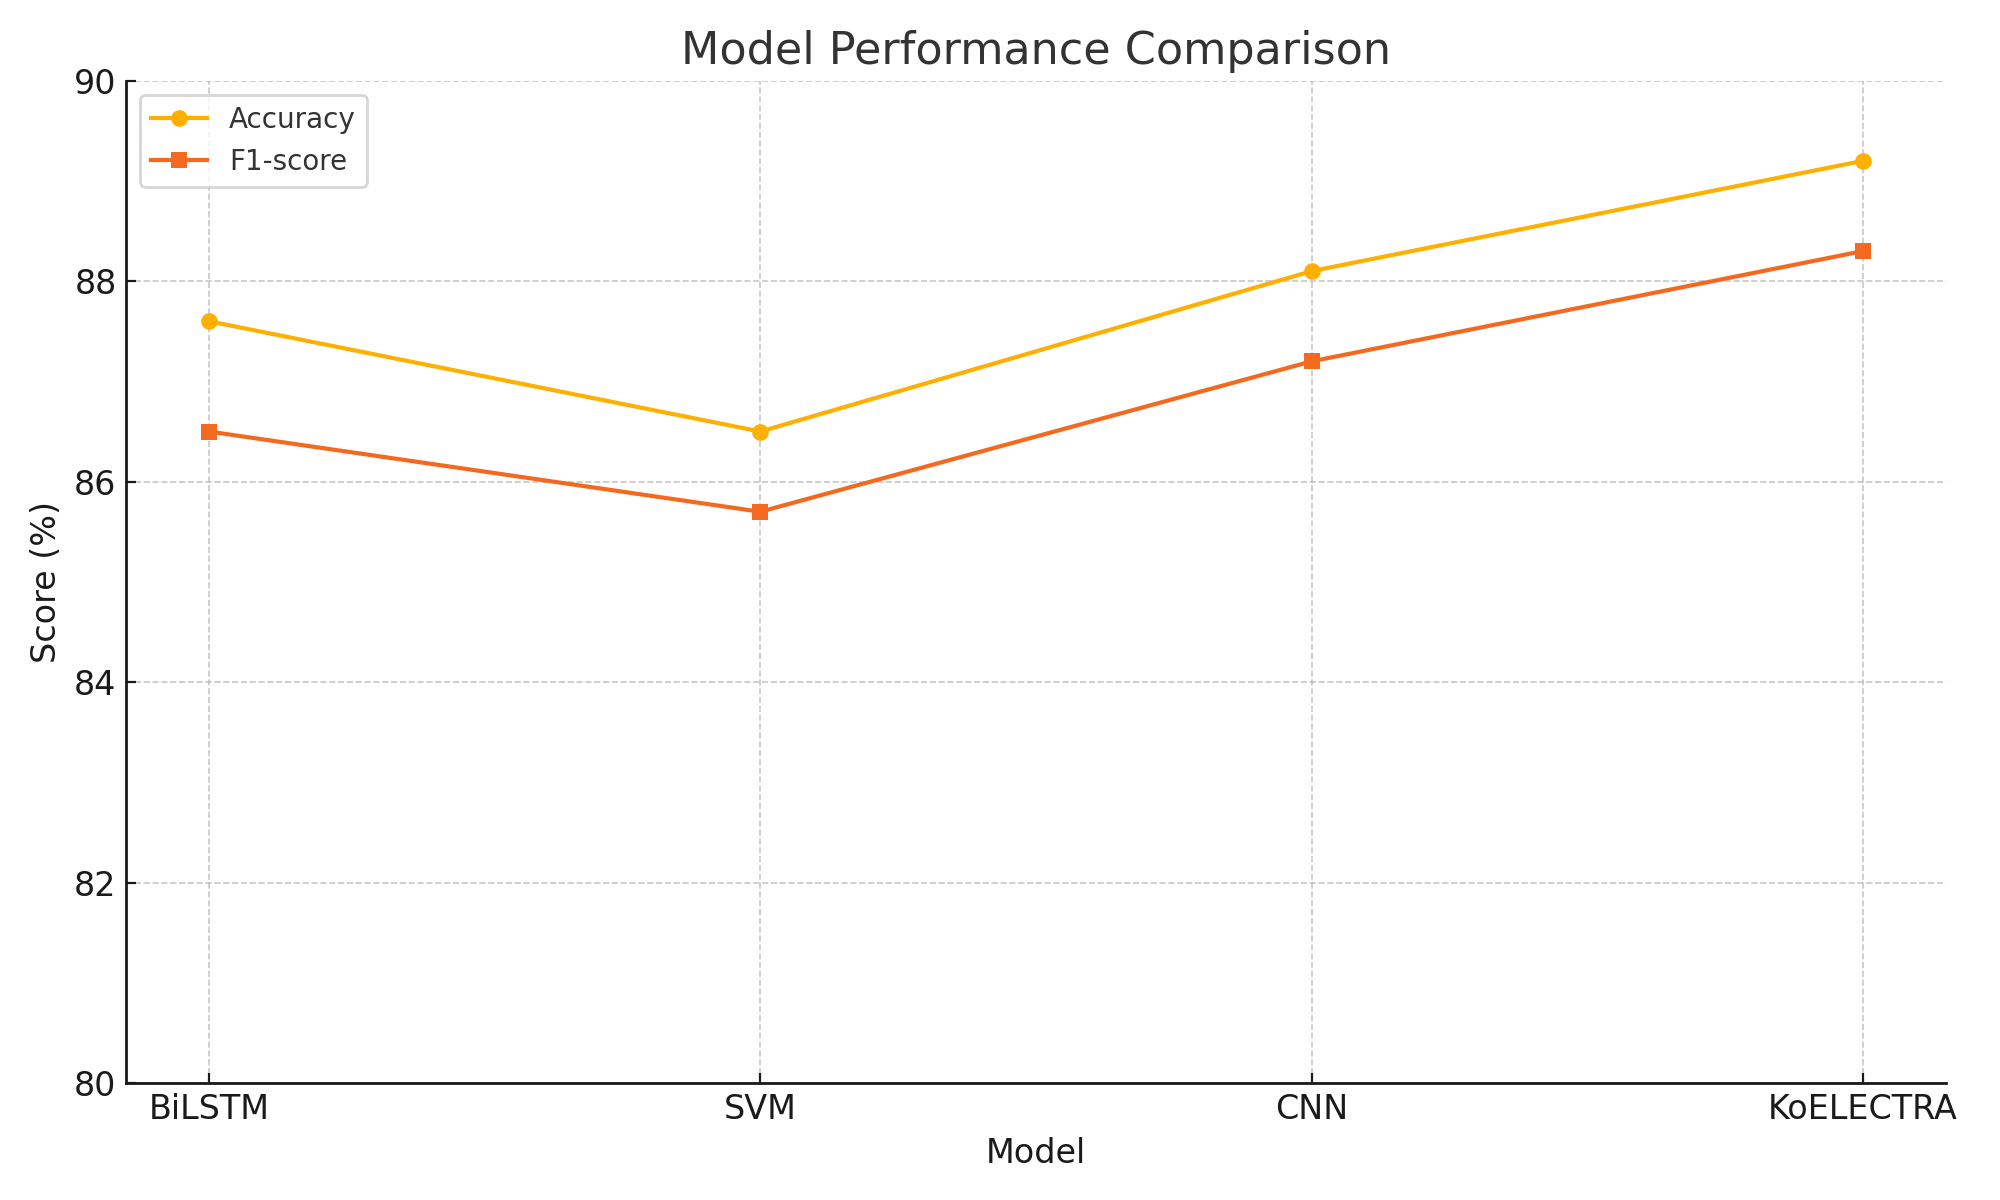 Model Performance Comparison
Accuracy
F1-score
90
88
86
84
82
80
Score (%)
BiLSTM SVM CNN KoELECTRA
Model